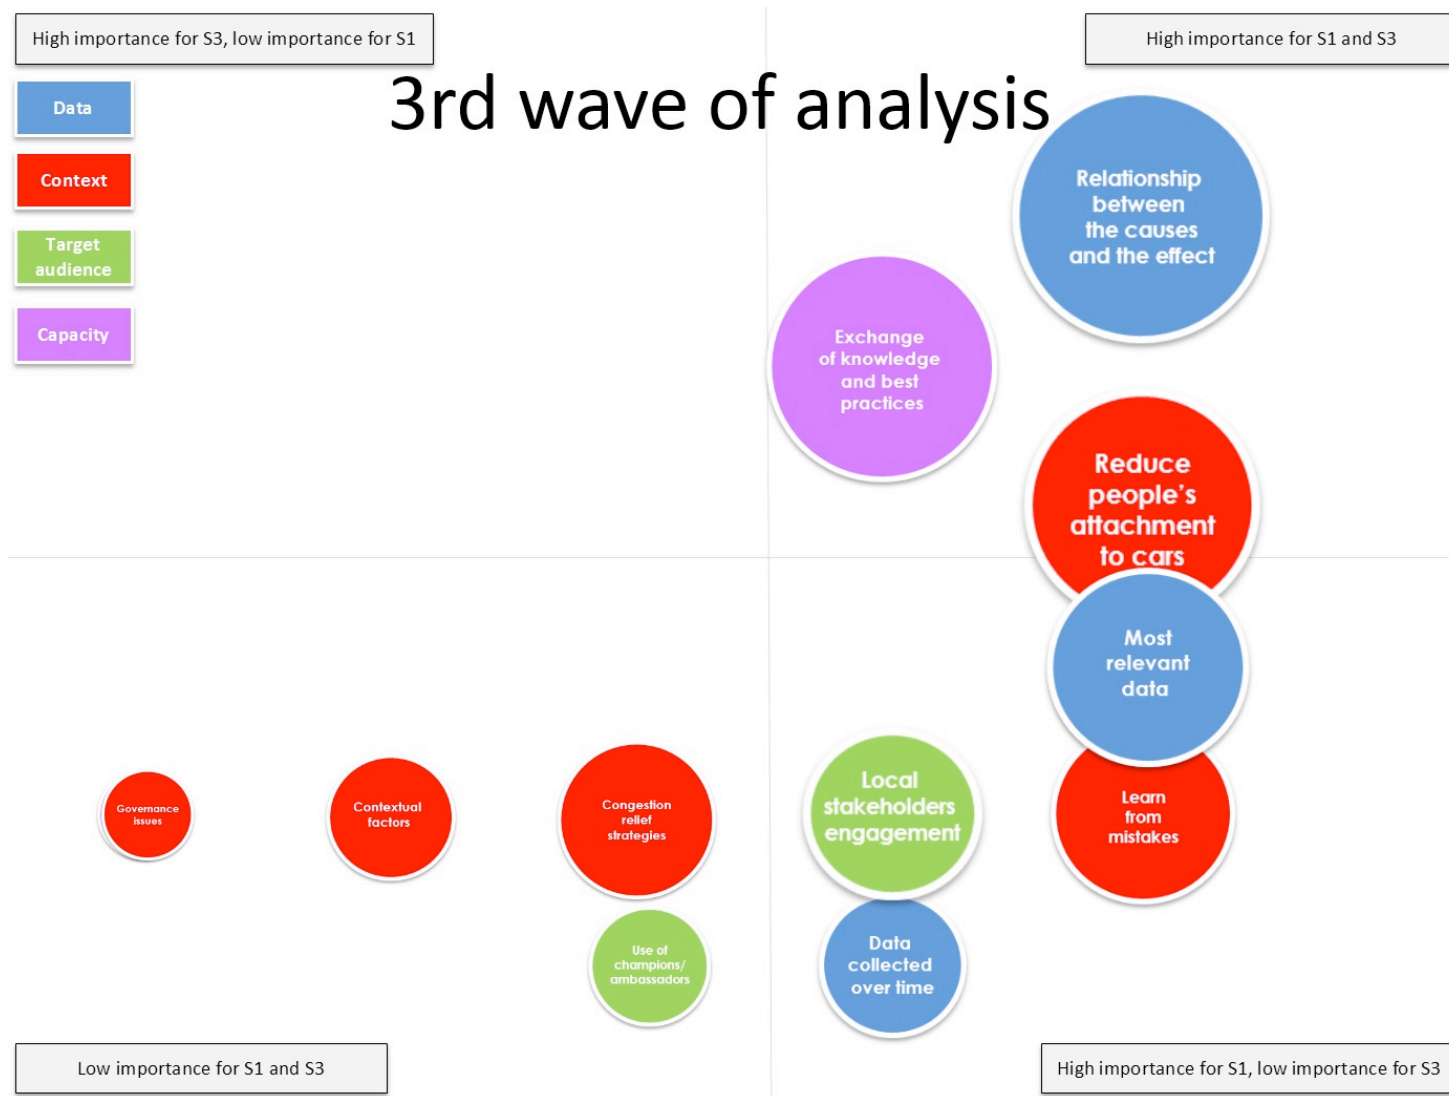 High importance for S3, low importance for S1
High importance for S1 and S3
3rd wave of analysis
Data
Context
Target
audience
Capacity
Relationship
between
the causes
and the effect
Exchange
of knowledge
and best
practices
Reduce
people's
attachment
to cars
Most
relevant
data
Governance
issues
Contextual
factors
Congestion
relief
strategies
Local
stakeholders
engagement
Learn
from
mistakes
Use of
champions/
ambassadors
Data
collected
over time
Low importance for S1 and S3
High importance for S1, low importance for S3